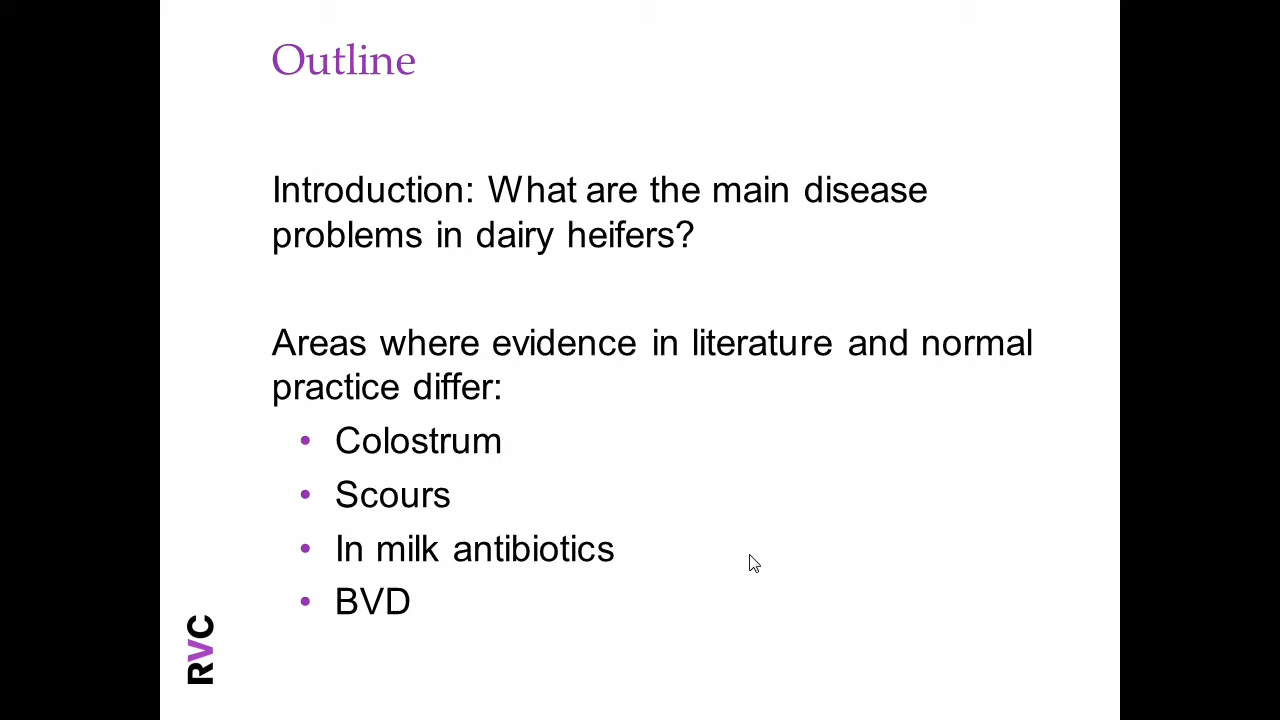 Outline
Introduction: What are the main disease
problems in dairy heifers?
Areas where evidence in literature and normal
practice differ:
• Colostrum
• Scours
• In milk antibiotics
• BVD
RVC